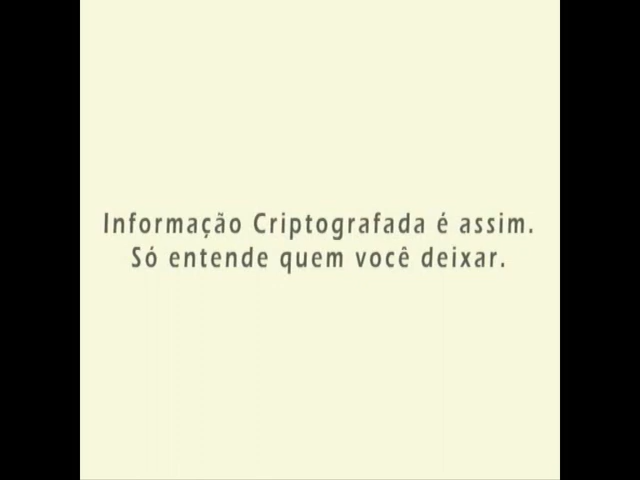 Informação Criptografada é assim.
Só entende quem você deixar.